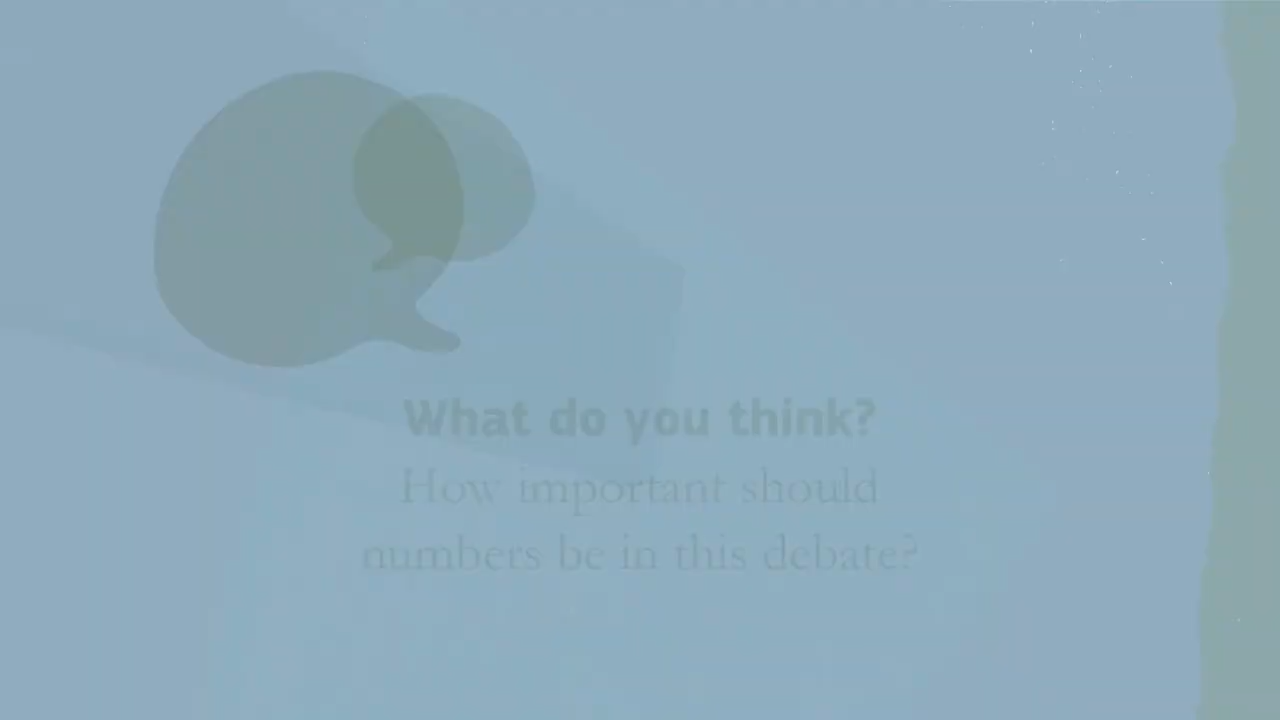 What do you think?
How important should
numbers be in this debate?